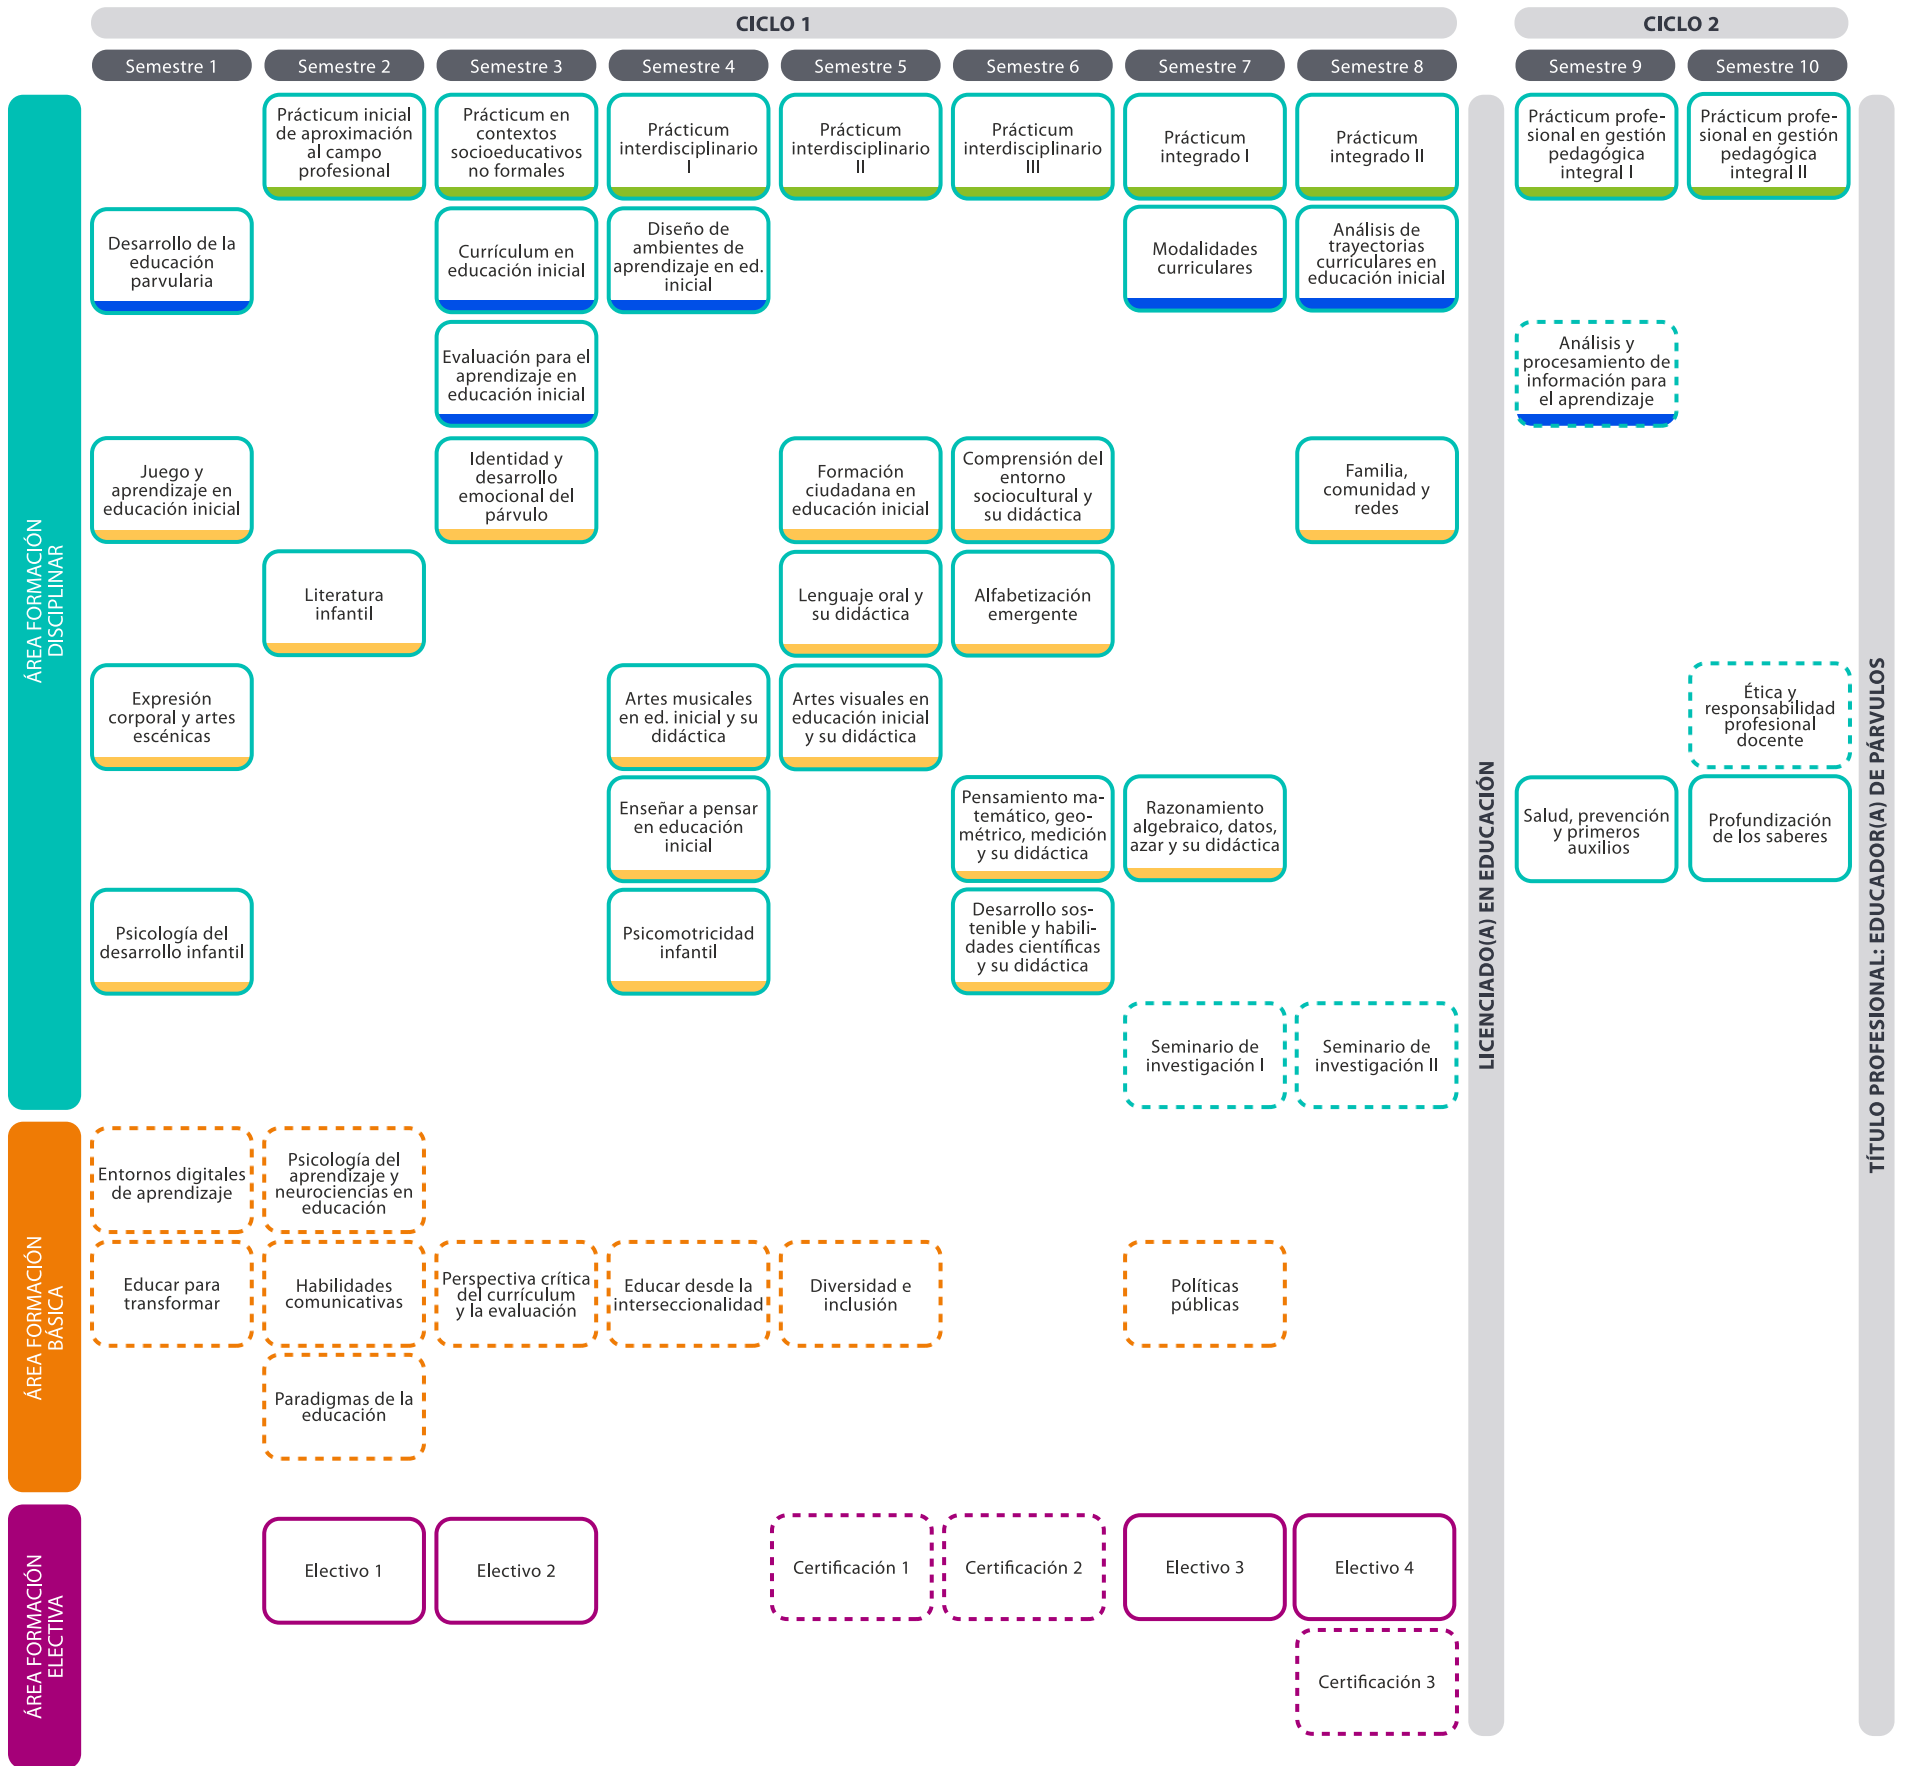 CICLO 1
CICLO 2
Semestre 1
Semestre 2
Semestre 3
Semestre 4
Semestre 5
Semestre 6
Semestre 7
Semestre 8
Semestre 9
Semestre 10
ÁREA FORMACIÓN
DISCIPLINAR
Prácticum inicial
de aproximación
al campo
profesional
Prácticum en
contextos
socioeducativos
no formales
Prácticum
interdisciplinario
I
Prácticum
interdisciplinario
II
Prácticum
interdisciplinario
III
Prácticum
integrado I
Prácticum
integrado II
Prácticum profe-
sional en gestión
pedagógica
integral I
Prácticum profe-
sional en gestión
pedagógica
integral II
Desarrollo de la
educación
parvularia
Currículum en
educación inicial
Diseño de
ambientes de
aprendizaje en ed.
inicial
Modalidades
curriculares
Análisis de
trayectorias
curriculares en
educación inicial
Evaluación para el
aprendizaje en
educación inicial
Análisis y
procesamiento de
información para
el aprendizaje
Juego y
aprendizaje en
educación inicial
Identidad y
desarrollo
emocional del
párvulo
Formación
ciudadana en
educación inicial
Comprensión del
entorno
sociocultural y
su didáctica
Familia,
comunidad y
redes
Literatura
infantil
Lenguaje oral y
su didáctica
Alfabetización
emergente
Expresión
corporal y artes
escénicas
Artes musicales
en ed. inicial y su
didáctica
Artes visuales en
educación inicial
y su didáctica
Ética y
responsabilidad
profesional
docente
Enseñar a pensar
en educación
inicial
Pensamiento ma-
temático, geo-
métrico, medición
y su didáctica
Razonamiento
algebraico, datos,
azar y su didáctica
Salud, prevención
y primeros
auxilios
Profundización
de los saberes
Psicología del
desarrollo infantil
Psicomotricidad
infantil
Desarrollo sos-
tenible y habili-
dades científicas
y su didáctica
Seminario de
investigación I
Seminario de
investigación II
LICENCIADO(A) EN EDUCACIÓN
TÍTULO PROFESIONAL: EDUCADOR(A) DE PÁRVULOS
ÁREA FORMACIÓN
BÁSICA
Entornos digitales
de aprendizaje
Psicología del
aprendizaje y
neurociencias en
educación
Educar para
transformar
Habilidades
comunicativas
Perspectiva crítica
del currículum
y la evaluación
Educar desde la
interseccionalidad
Diversidad e
inclusión
Políticas
públicas
Paradigmas de la
educación
ÁREA FORMACIÓN
ELECTIVA
Electivo 1
Electivo 2
Certificación 1
Certificación 2
Electivo 3
Electivo 4
Certificación 3